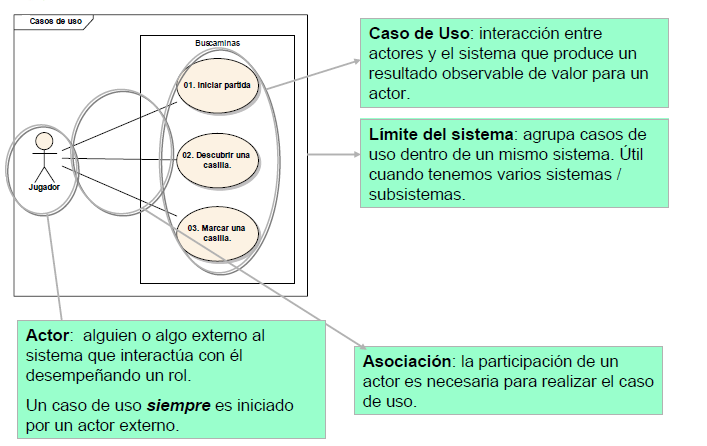 Casos de uso
Buscaminas
01. Iniciar partida
02. Descubrir una
casilla.
03. Marcar una
casilla.
Jugador
Caso de Uso: interacción entre
actores y el sistema que produce un
resultado observable de valor para un
actor.
Límite del sistema: agrupa casos de
uso dentro de un mismo sistema. Útil
cuando tenemos varios sistemas /
subsistemas.
Actor: alguien o algo externo al
sistema que interactúa con él
desempeñando un rol.
Un caso de uso siempre es iniciado
por un actor externo.
Asociación: la participación de un
actor es necesaria para realizar el caso
de uso.